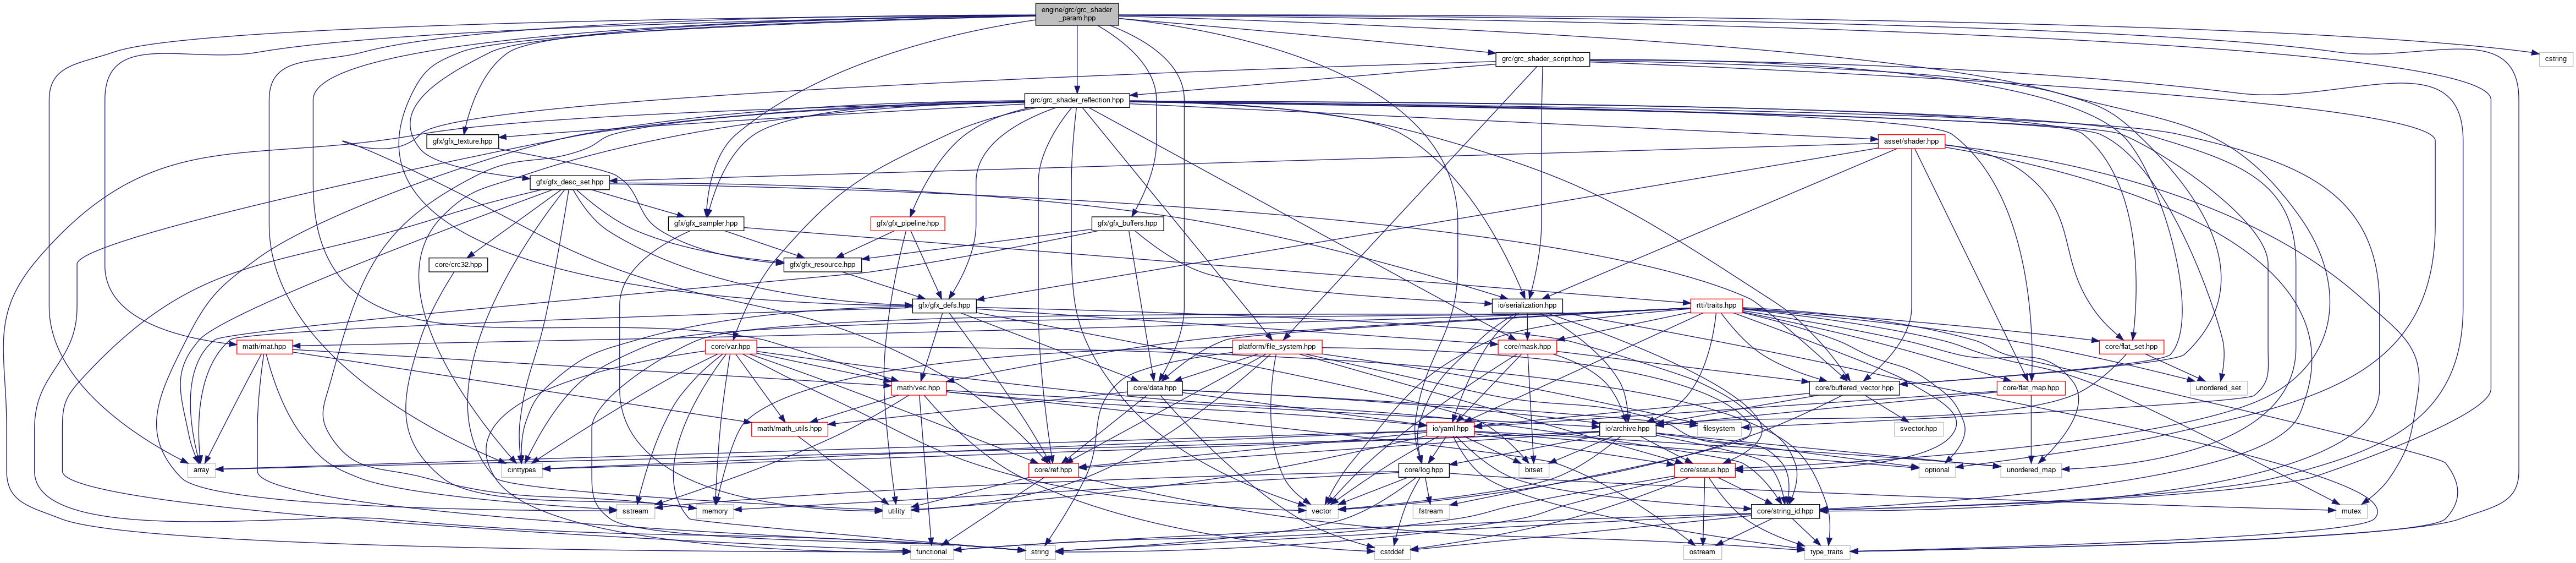 engine/grc/grc_shader
_param.hpp
grc/grc_shader_script.hpp
cstring
grc/grc_shader_reflection.hpp
gfx/gfx_texture.hpp
asset/shader.hpp
gfx/gfx_desc_set.hpp
gfx/gfx_sampler.hpp
gfx/gfx_pipeline.hpp
gfx/gfx_buffers.hpp
core/crc32.hpp
gfx/gfx_resource.hpp
gfx/gfx_defs.hpp
io/serialization.hpp
rtti/traits.hpp
math/mat.hpp
core/var.hpp
platform/file_system.hpp
core/mask.hpp
core/flat_set.hpp
math/vec.hpp
core/data.hpp
core/buffered_vector.hpp
core/flat_map.hpp
unordered_set
math/math_utils.hpp
io/yaml.hpp
filesystem
io/archive.hpp
svector.hpp
array
cinttypes
core/ref.hpp
core/log.hpp
bitset
core/status.hpp
optional
unordered_map
sstream
memory
utility
vector
fstream
core/string_id.hpp
mutex
functional
string
cstddef
ostream
type_traits